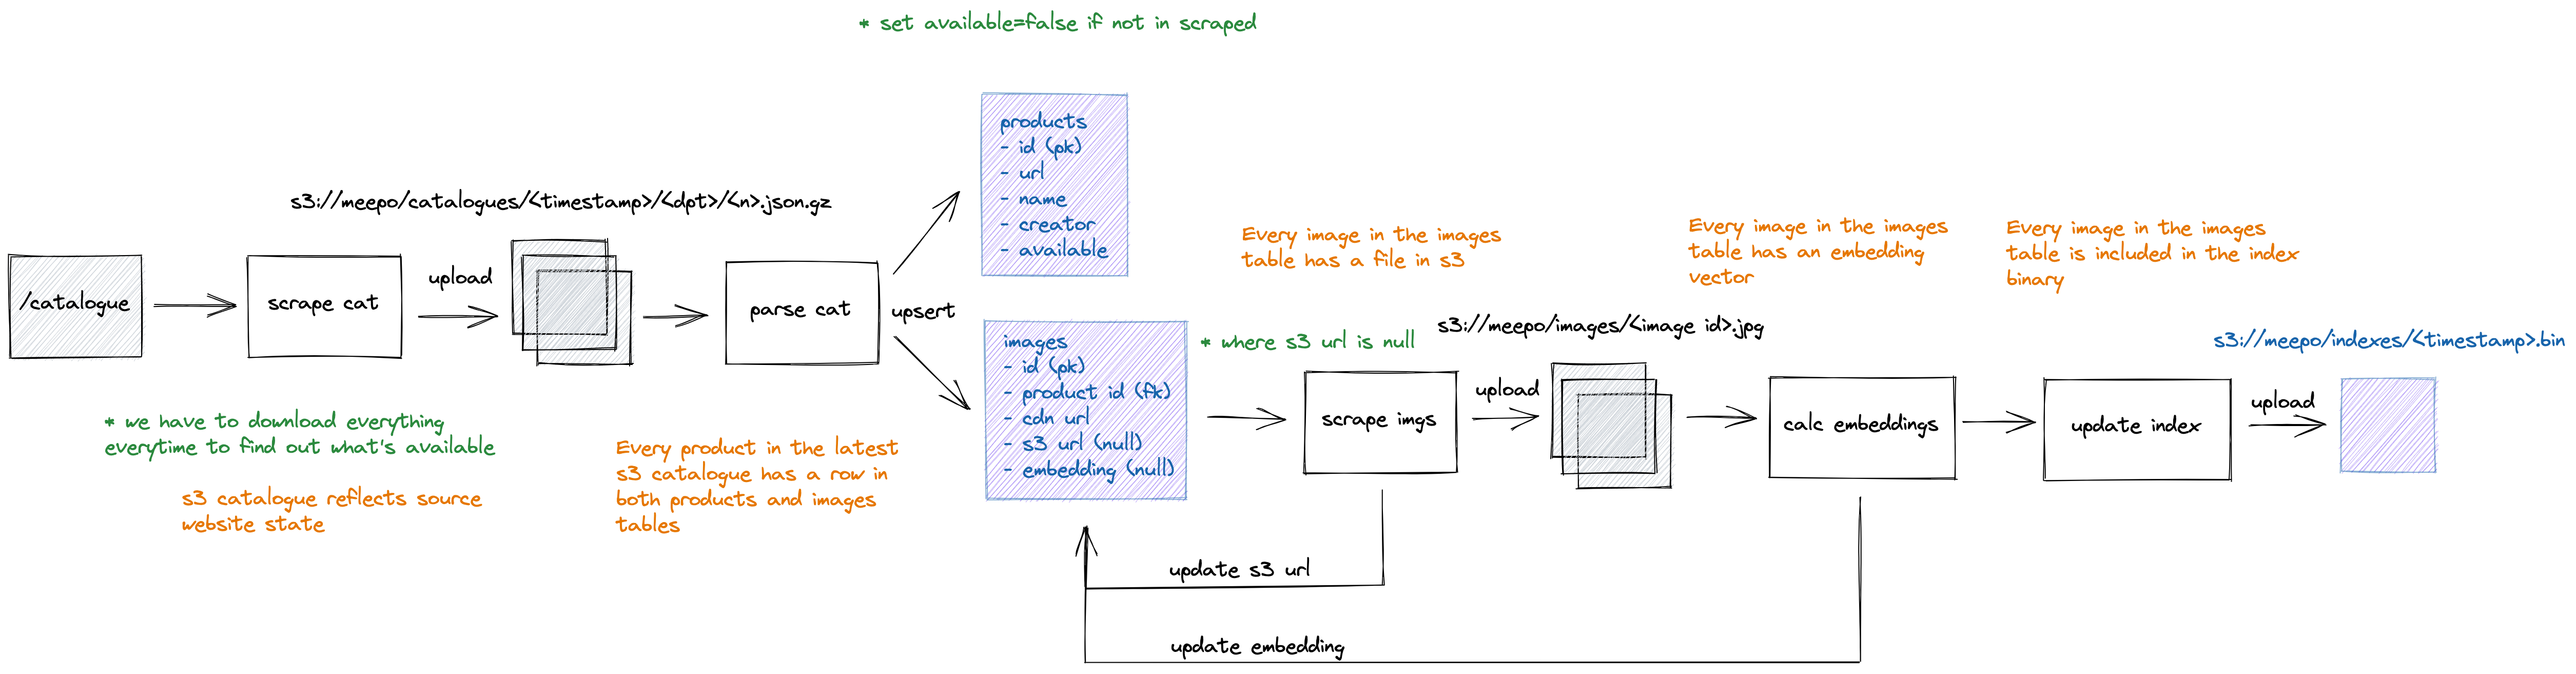 * set available=false if not in scraped
products
- id (pk)
- url
- name
- creator
- available
s3://meepo/catalogues/<timestamp>/<dpt>/<n>.json.gz
/catalogue
scrape cat
upload
parse cat
upsert
* we have to download everything
everytime to find out what's available
s3 catalogue reflects source
website state
Every product in the latest
s3 catalogue has a row in
both products and images
tables
images
- id (pk)
- product id (fk)
- cdn url
- s3 url (null)
- embedding (null)
Every image in the images
table has a file in s3
* where s3 url is null
scrape imgs
s3://meepo/images/<image id>.jpg
upload
Every image in the images
table has an embedding
vector
calc embeddings
Every image in the images
table is included in the index
binary
update index
s3://meepo/indexes/<timestamp>.bin
upload
update s3 url
update embedding